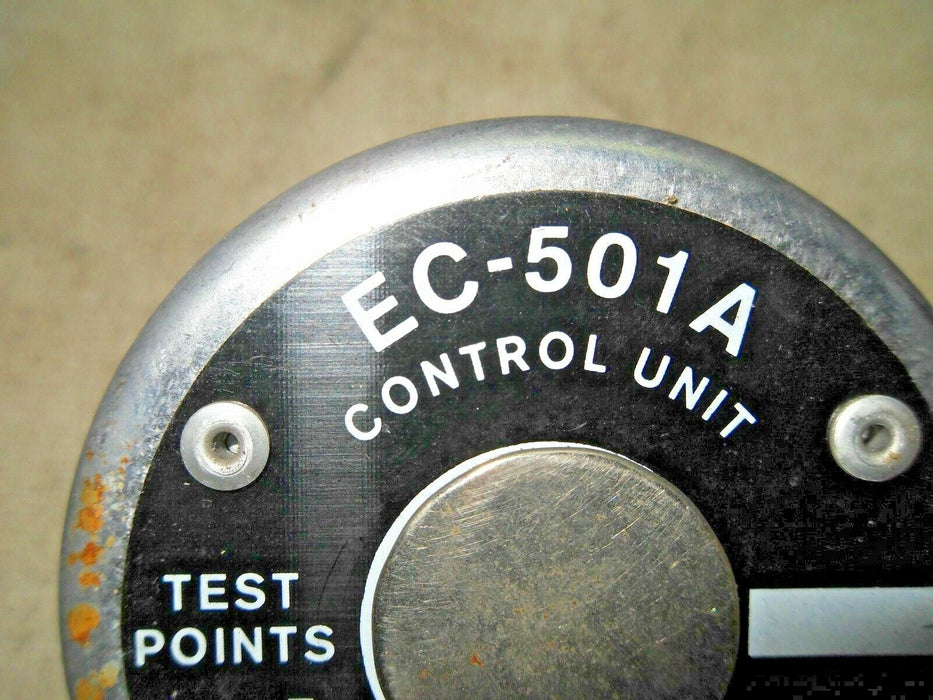 EC-501A
CONTROL UNIT
TEST
POINTS